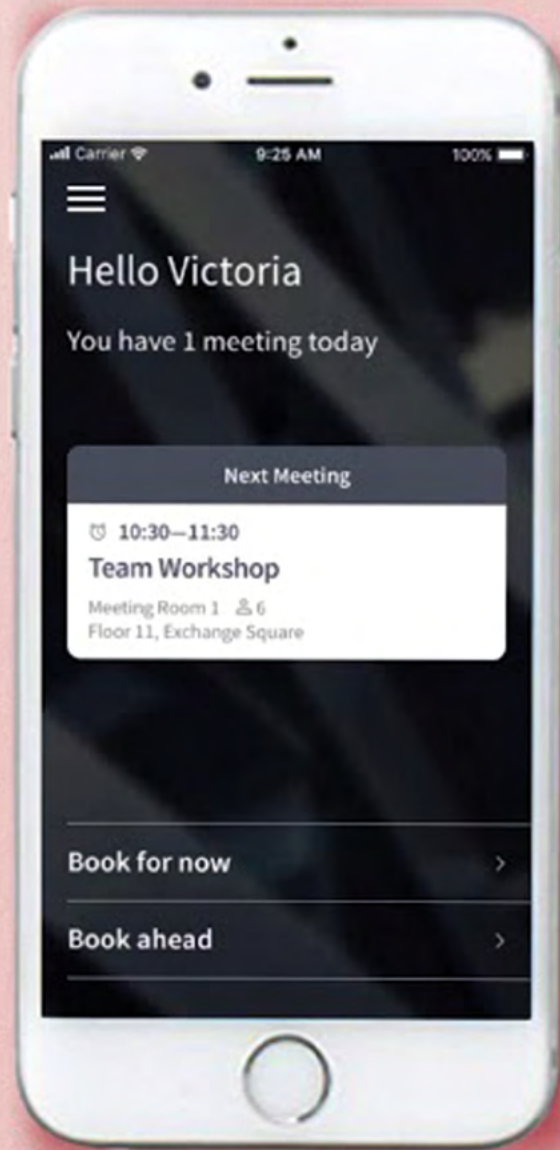 Carrier 9:25 AM 100%
Hello Victoria
You have 1 meeting today
Next Meeting
10:30—11:30
Team Workshop
Meeting Room 1 6
Floor 11, Exchange Square
Book for now
Book ahead